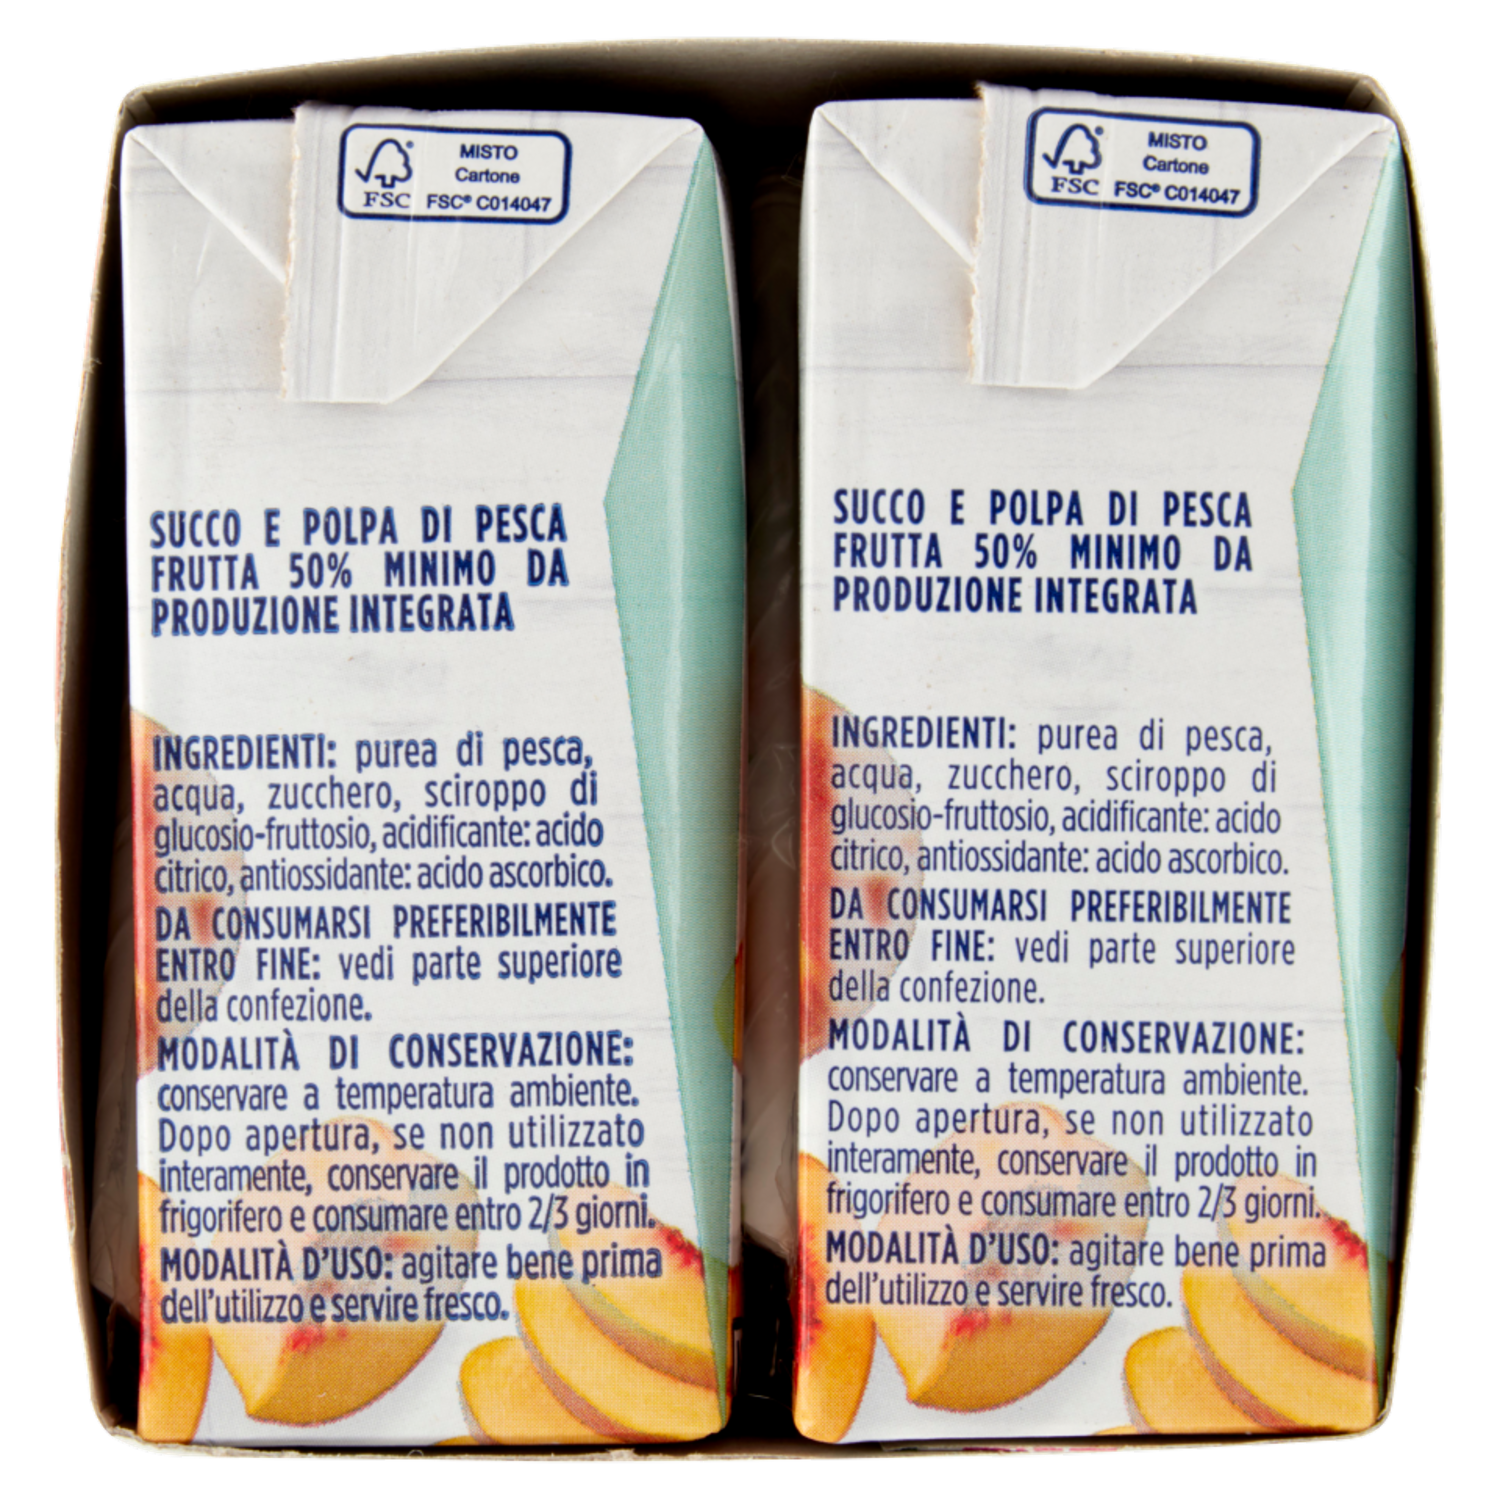 MISTO
Cartone
FSC FSC® C014047
SUCCO E POLPA DI PESCA
FRUTTA 50% MINIMO DA
PRODUZIONE INTEGRATA
INGREDIENTI: purea di pesca,
acqua, zucchero, sciroppo di
glucosio-fruttosio, acidificante: acido
citrico, antiossidante: acido ascorbico.
DA CONSUMARSI PREFERIBILMENTE
ENTRO FINE: vedi parte superiore
della confezione.
MODALITÀ DI CONSERVAZIONE:
conservare a temperatura ambiente.
Dopo apertura, se non utilizzato
interamente, conservare il prodotto in
frigorifero e consumare entro 2/3 giorni.
MODALITÀ D'USO: agitare bene prima
dell'utilizzo e servire fresco.
MISTO
Cartone
FSC FSC® C014047
SUCCO E POLPA DI PESCA
FRUTTA 50% MINIMO DA
PRODUZIONE INTEGRATA
INGREDIENTI: purea di pesca,
acqua, zucchero, sciroppo di
glucosio-fruttosio, acidificante: acido
citrico, antiossidante: acido ascorbico.
DA CONSUMARSI PREFERIBILMENTE
ENTRO FINE: vedi parte superiore
della confezione.
MODALITÀ DI CONSERVAZIONE:
conservare a temperatura ambiente.
Dopo apertura, se non utilizzato
interamente, conservare il prodotto in
frigorifero e consumare entro 2/3 giorni.
MODALITÀ D'USO: agitare bene prima
dell'utilizzo e servire fresco.